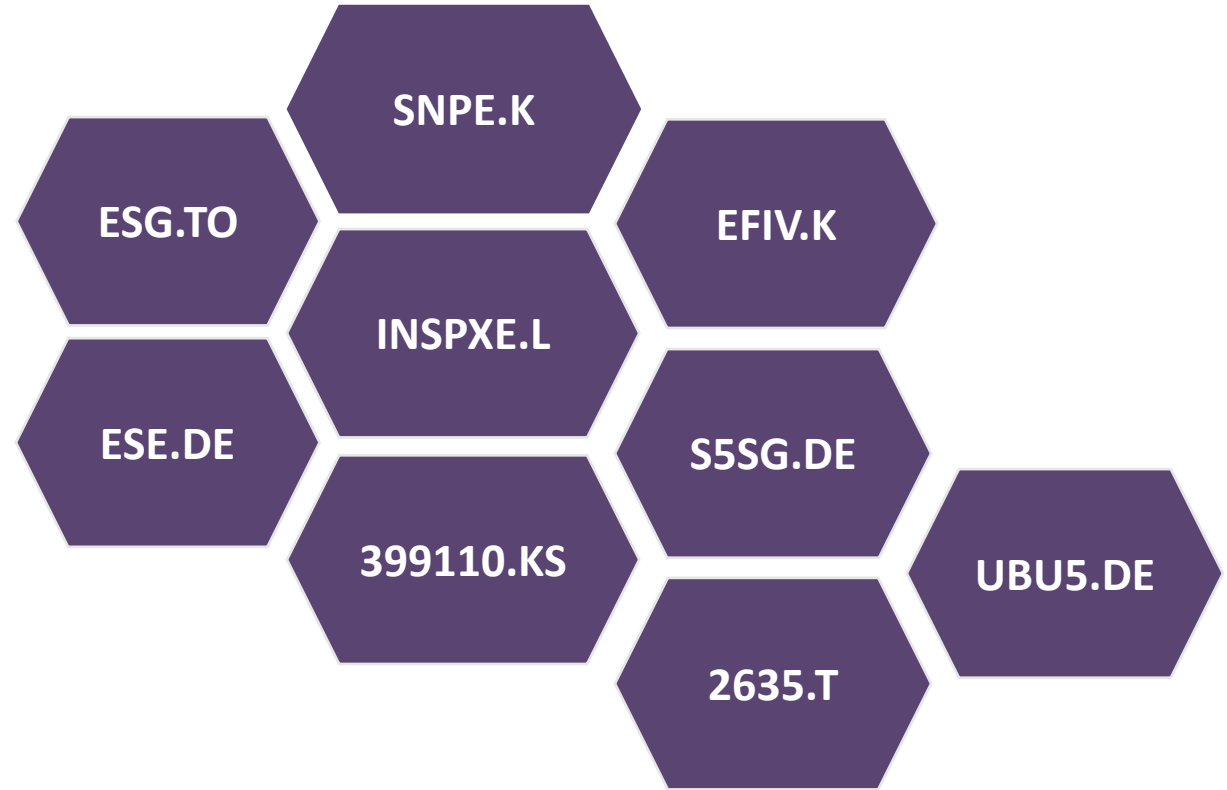 SNPE.K
ESG.TO
EFIV.K
INSPXE.L
ESE.DE
S5SG.DE
399110.KS
UBU5.DE
2635.T